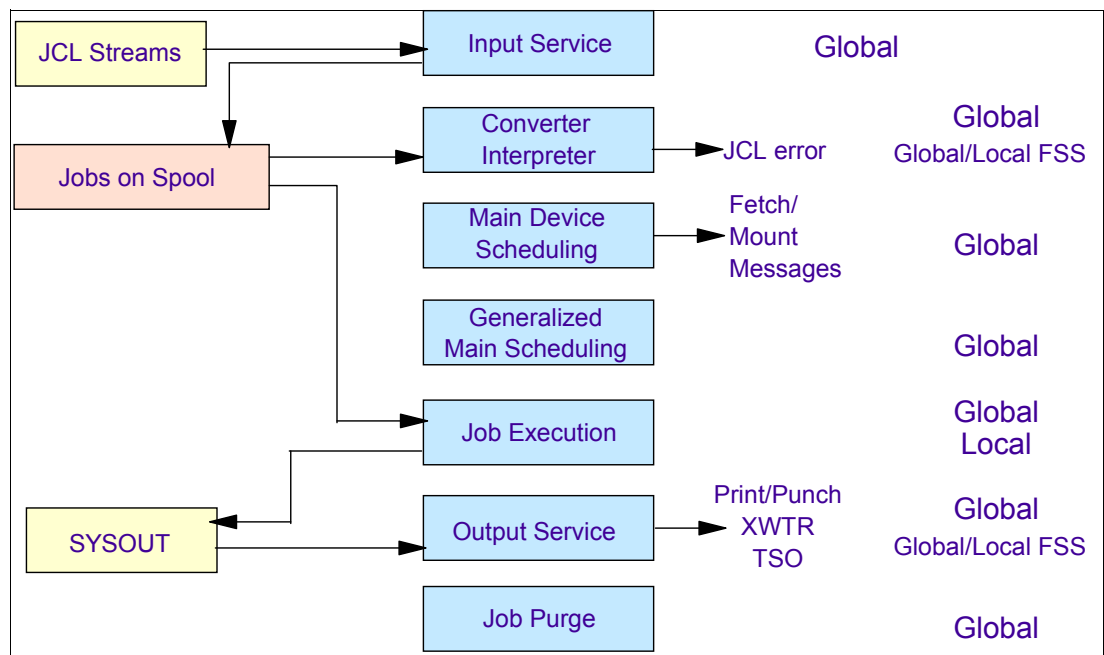 JCL Streams
Input Service
Global
Jobs on Spool
Converter
Interpreter
JCL error
Global
Global/Local FSS
Main Device
Scheduling
Fetch/
Mount
Messages
Global
Generalized
Main Scheduling
Global
Job Execution
Global
Local
SYSOUT
Output Service
Print/Punch
XWTR
TSO
Global
Global/Local FSS
Job Purge
Global